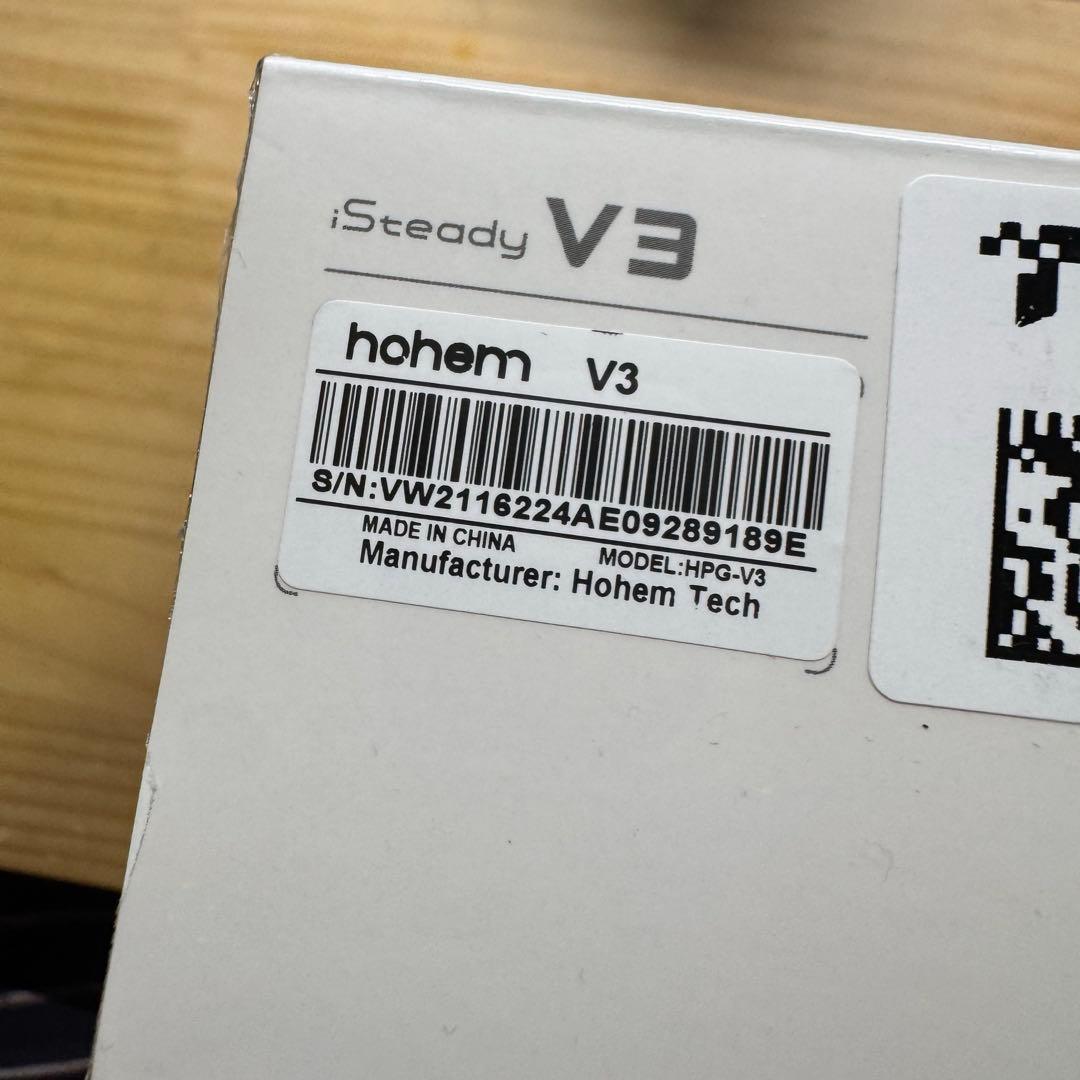 iSteady V3
hohem V3
S/N:VW2116224AE09289189E
MADE IN CHINA
MODEL:HPG-V3
Manufacturer: Hohem Tech